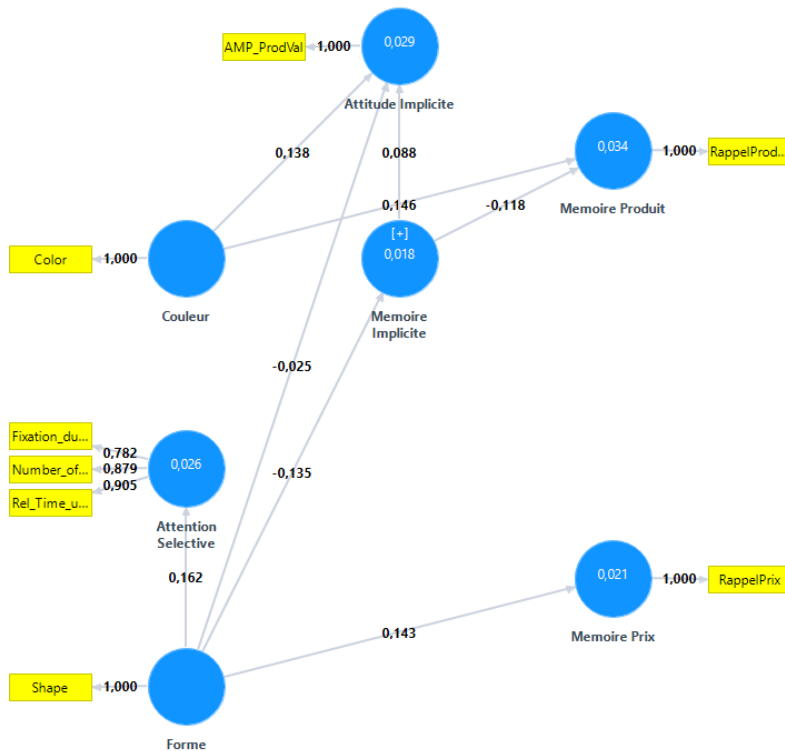 AMP_ProdVal
1,000
0,029
Attitude Implicite
0,138
0,088
0,034
1,000
RappelProd...
Memoire Produit
0,146
-0,118
Color
1,000
Couleur
[+]
0,018
Memoire
Implicite
-0,025
Fixation_du...
0,782
Number_of...
0,879
Rel_Time_u...
0,905
0,026
Attention
Selective
-0,135
0,162
0,021
1,000
RappelPrix
Memoire Prix
0,143
Shape
1,000
Forme